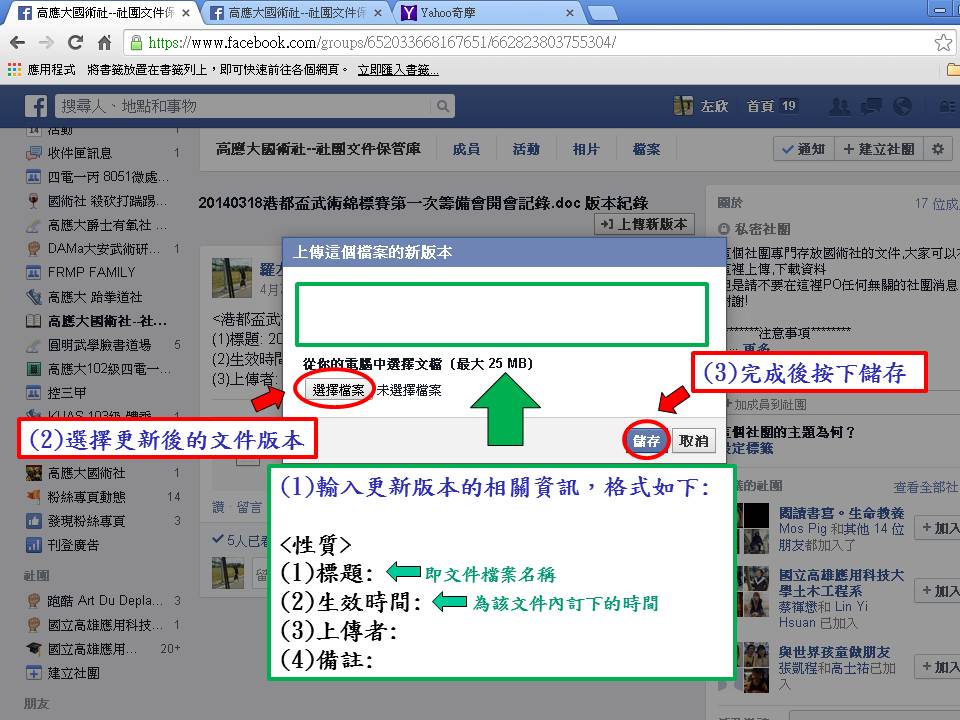 高應大國術社--社團文件保
高應大國術社--社團文件保
Yahoo奇摩
https://www.facebook.com/groups/652033668167651/662823803755304/
應用程式 將書籤放置在書籤列上，即可快速前往各個網頁。 立即匯入書籤...
搜尋人、地點和事物
左欣 首頁 19
活動 1
收件匣訊息 1
四電一丙 8051微處...
國術社 發砍打踹踢...
高應大爵士有氧社 ...
DAMa大安武術研... 1
FRMP FAMILY
高應大 跆拳道社
高應大國術社--社...
圓明武學臉書道場 5
高應大102級四電一...
控三甲
高應大國術社 1
粉絲專頁動態 14
發現粉絲專頁 3
刊登廣告
社團
跑酷 Art Du Depla... 3
國立高雄應用科技... 1
國立高雄應用... 20+
建立社團
朋友
高應大國術社--社團文件保管庫 成員 活動 相片 檔案
通知 建立社團
20140318港都盃武術錦標賽第一次籌備會開會記錄.doc 版本紀錄
上傳新版本
4月
<港都盃武
(1)標題: 20
(2)生效時間
(3)上傳者:
讚 · 留言
5人已看
留
上傳這個檔案的新版本
從你的電腦中選擇文檔（最大 25 MB）
選擇檔案 未選擇檔案
儲存 取消
(2)選擇更新後的文件版本
(3)完成後按下儲存
(1)輸入更新版本的相關資訊，格式如下:
<性質>
(1)標題: 即文件檔案名稱
(2)生效時間: 為該文件內訂下的時間
(3)上傳者:
(4)備註:
關於 17 位成
私密社團
這個社團專門存放國術社的文件,大家可以
這裡上傳,下載資料
但是請不要在這裡PO任何無關的社團消息
謝謝!
*******注意事項********
... 更多
加成員到社團
這個社團的主題為何？
設定標籤
查看全部社
閱讀書寫。生命教養
Mos Pig 和其他 14 位
朋友都加入了
加入
國立高雄應用科技大
學土木工程系
蔡禪懋和 Lin Yi
Hsuan 已加入
加入
與世界孩童做朋友
張凱程和高士祐已加
入
加入